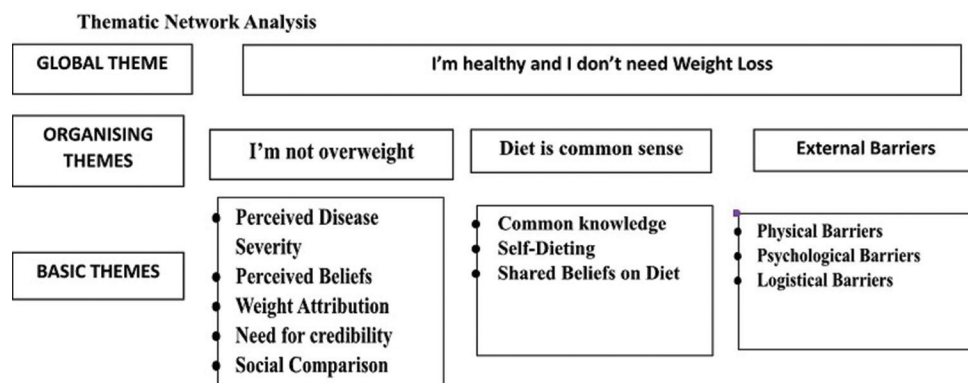 Thematic Network Analysis
GLOBAL THEME
I'm healthy and I don't need Weight Loss
ORGANISING
THEMES
I'm not overweight
Diet is common sense
External Barriers
BASIC THEMES
• Perceived Disease
Severity
• Perceived Beliefs
• Weight Attribution
• Need for credibility
• Social Comparison
• Common knowledge
• Self-Dieting
• Shared Beliefs on Diet
• Physical Barriers
• Psychological Barriers
• Logistical Barriers